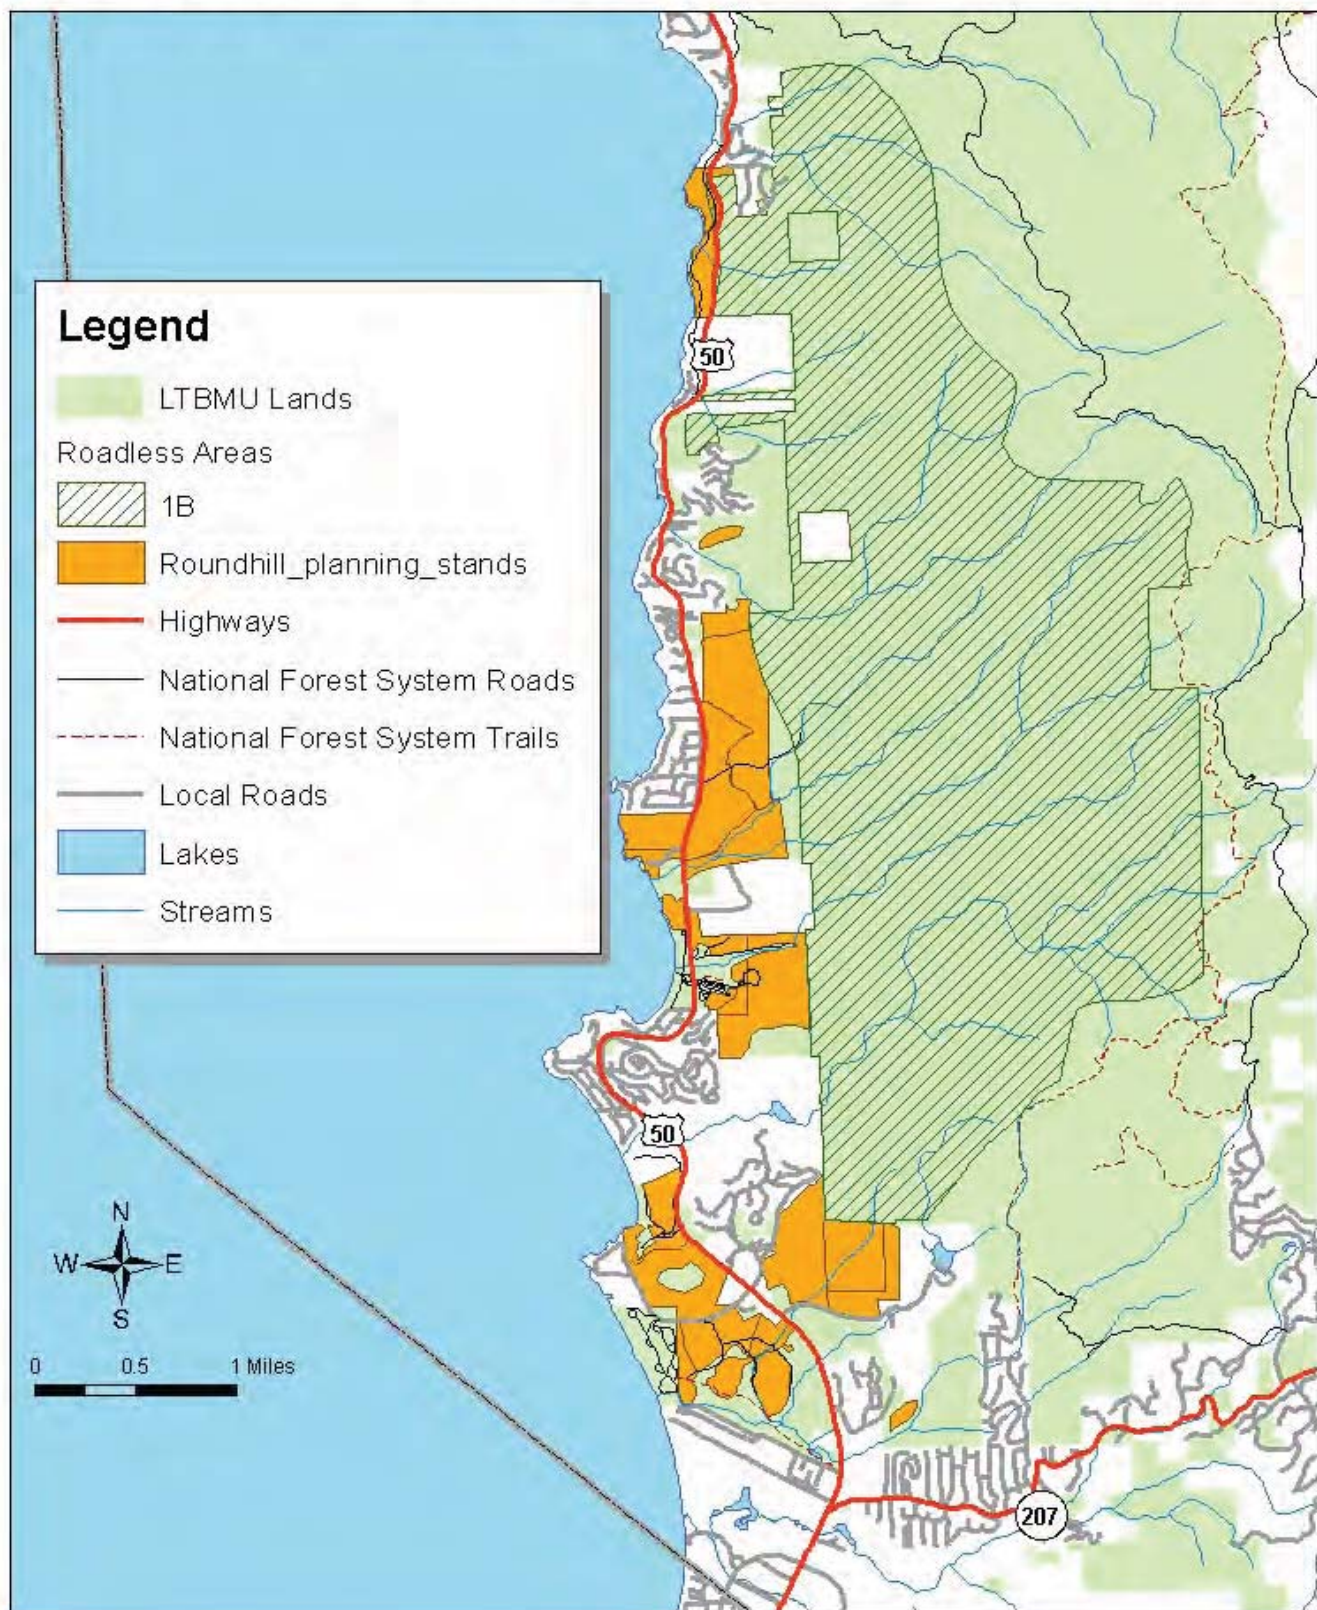 Legend
LTBMU Lands
Roadless Areas
1B
Roundhill_planning_stands
Highways
National Forest System Roads
National Forest System Trails
Local Roads
Lakes
Streams
50
50
N
W E
S
0 0.5 1 Miles
207